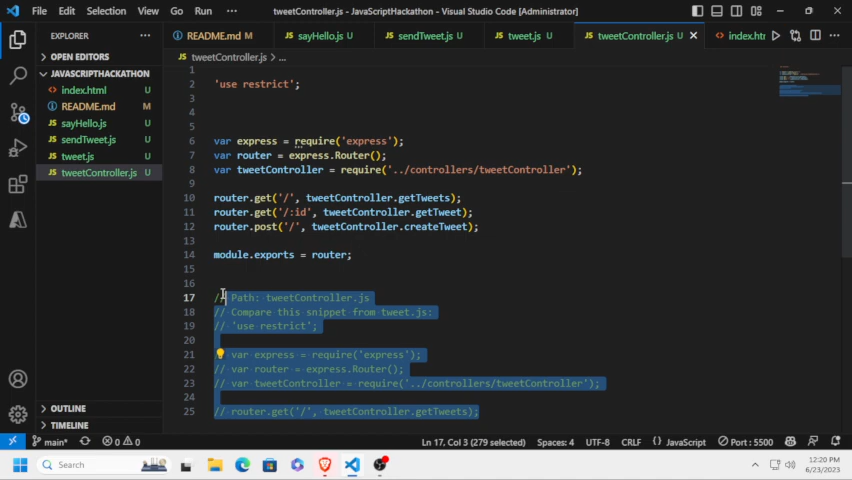 File Edit Selection View Go Run ··· tweetController.js - JavaScriptHackathon - Visual Studio Code [Administrator]
EXPLORER ···
README.md M sayHello.js U sendTweet.js U tweet.js U tweetController.js U index.ht
tweetController.js > ...
OPEN EDITORS
JAVASCRIPTHACKATHON
index.html U
README.md M
sayHello.js U
sendTweet.js U
tweet.js U
tweetController.js U
1
2 'use restrict';
3
4
5
6 var express = require('express');
7 var router = express.Router();
8 var tweetController = require('../controllers/tweetController');
9
10 router.get('/', tweetController.getTweets);
11 router.get('/:id', tweetController.getTweet);
12 router.post('/', tweetController.createTweet);
13
14 module.exports = router;
15
16
17 // Path: tweetController.js
18 // Compare this snippet from tweet.js:
19 // 'use restrict';
20
21 // var express = require('express');
22 // var router = express.Router();
23 // var tweetController = require('../controllers/tweetController');
24
25 // router.get('/', tweetController.getTweets);
OUTLINE
TIMELINE
main* 0 0 Ln 17, Col 3 (279 selected) Spaces: 4 UTF-8 CRLF JavaScript Port : 5500
Search
12:20 PM
6/23/2023